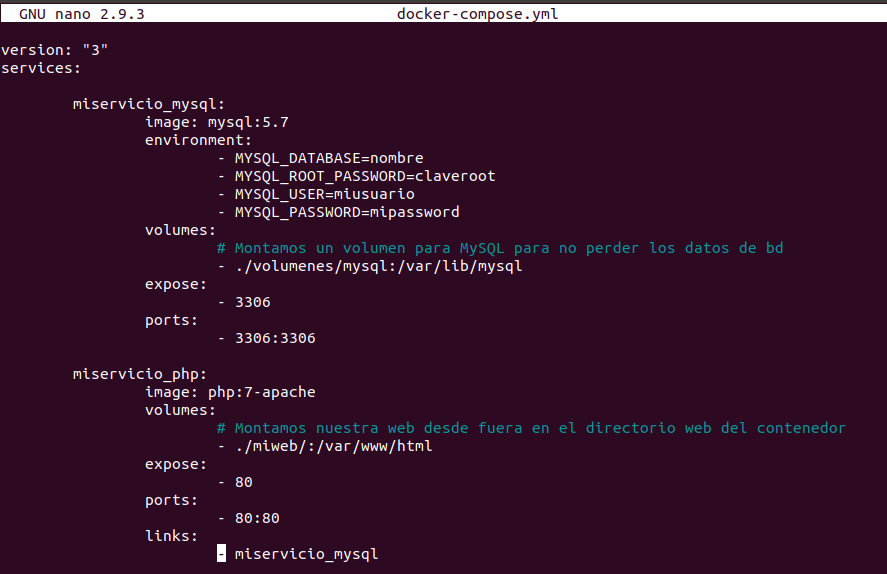 GNU nano 2.9.3 docker-compose.yml
version: "3"
services:
miservicio_mysql:
image: mysql:5.7
environment:
- MYSQL_DATABASE=nombre
- MYSQL_ROOT_PASSWORD=claveroot
- MYSQL_USER=miusuario
- MYSQL_PASSWORD=mipassword
volumes:
# Montamos un volumen para MySQL para no perder los datos de bd
- ./volumenes/mysql:/var/lib/mysql
expose:
- 3306
ports:
- 3306:3306
miservicio_php:
image: php:7-apache
volumes:
# Montamos nuestra web desde fuera en el directorio web del contenedor
- ./miweb/:/var/www/html
expose:
- 80
ports:
- 80:80
links:
- miservicio_mysql